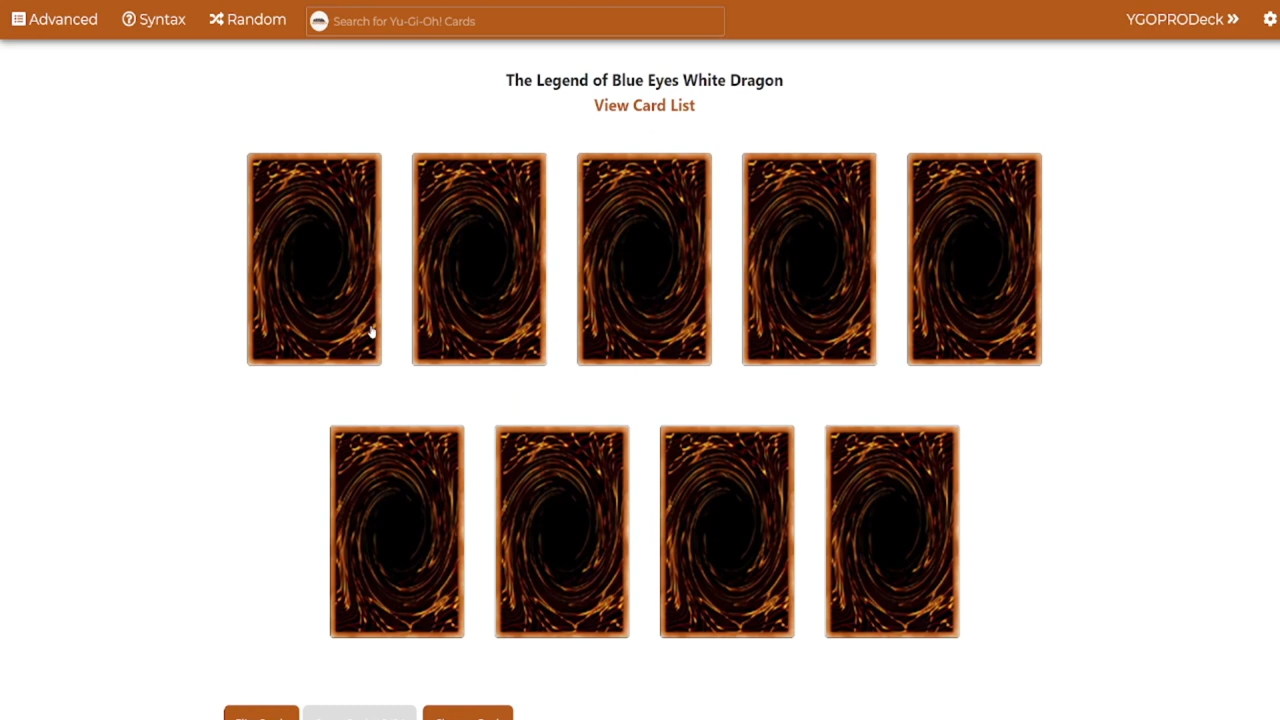 Advanced
Syntax
Random
Search for Yu-Gi-Oh! Cards
YGOPRODeck
The Legend of Blue Eyes White Dragon
View Card List